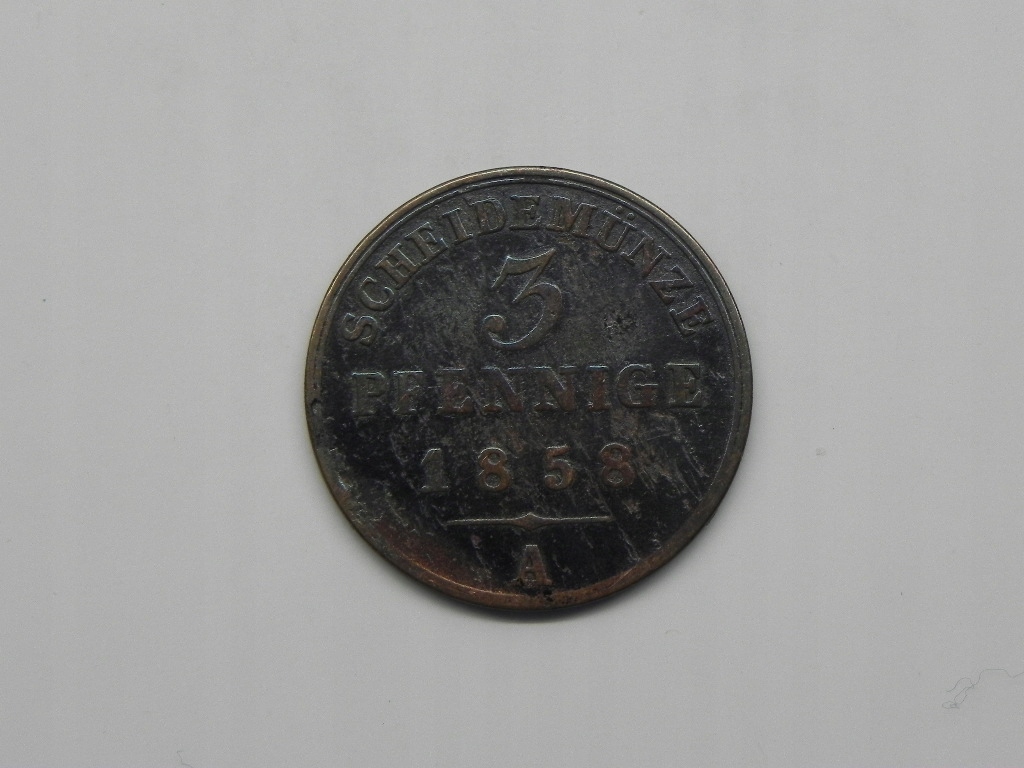 SCHEIDEMÜNZE
3
PFENNIGE
1858
A